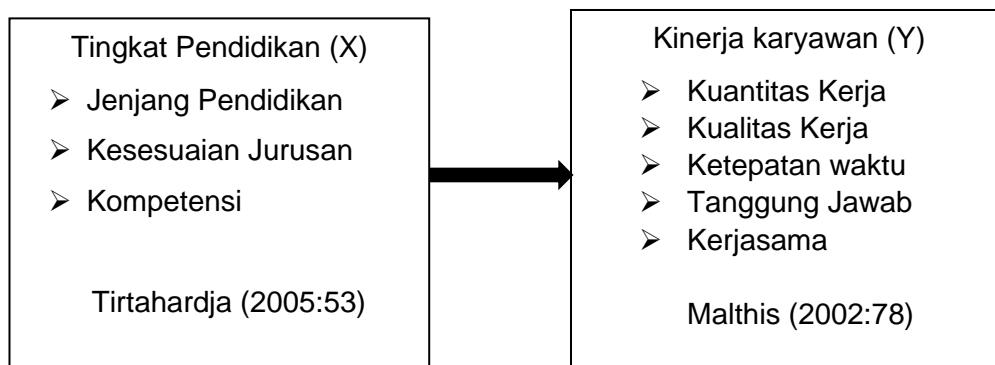 Tingkat Pendidikan (X)
➢ Jenjang Pendidikan
➢ Kesesuaian Jurusan
➢ Kompetensi
Tirtahardja (2005:53)
Kinerja karyawan (Y)
➢ Kuantitas Kerja
➢ Kualitas Kerja
➢ Ketepatan waktu
➢ Tanggung Jawab
➢ Kerjasama
Malthis (2002:78)